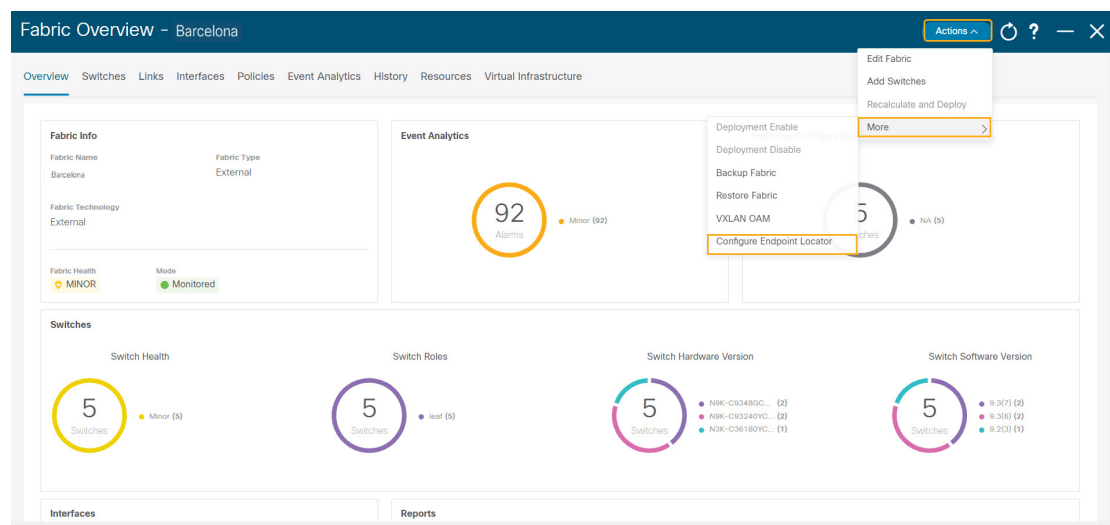 Fabric Overview - Barcelona
Actions
?
Overview Switches Links Interfaces Policies Event Analytics History Resources Virtual Infrastructure
Edit Fabric
Add Switches
Recalculate and Deploy
More
Deployment Enable
Deployment Disable
Backup Fabric
Restore Fabric
VXLAN OAM
Configure Endpoint Locator
Fabric Info
Fabric Name
Barcelona
Fabric Type
External
Fabric Technology
External
Fabric Health
MINOR
Mode
Monitored
Event Analytics
92
Alarms
Minor (92)
5
NA (5)
Switches
Switch Health
5
Switches
Minor (5)
Switch Roles
5
Switches
leaf (5)
Switch Hardware Version
5
Switches
N9K-C9348GC... (2)
N9K-C93240YC... (2)
N3K-C36180YC... (1)
Switch Software Version
5
Switches
9.3(7) (2)
9.3(6) (2)
9.2(3) (1)
Interfaces
Reports